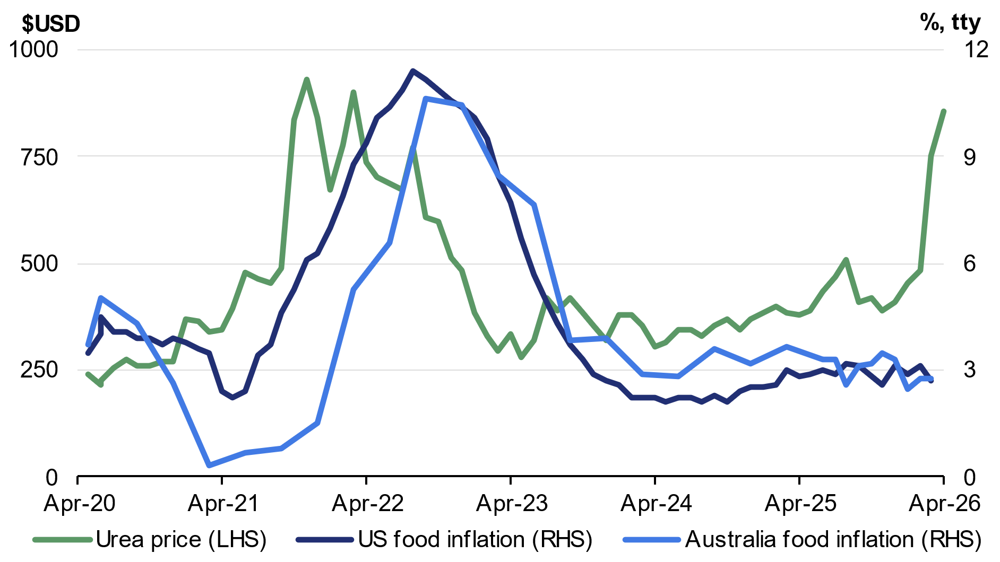 $USD %, tty
1000 12
750 9
500 6
250 3
0 0
Apr-20 Apr-21 Apr-22 Apr-23 Apr-24 Apr-25 Apr-26
Urea price (LHS) US food inflation (RHS) Australia food inflation (RHS)